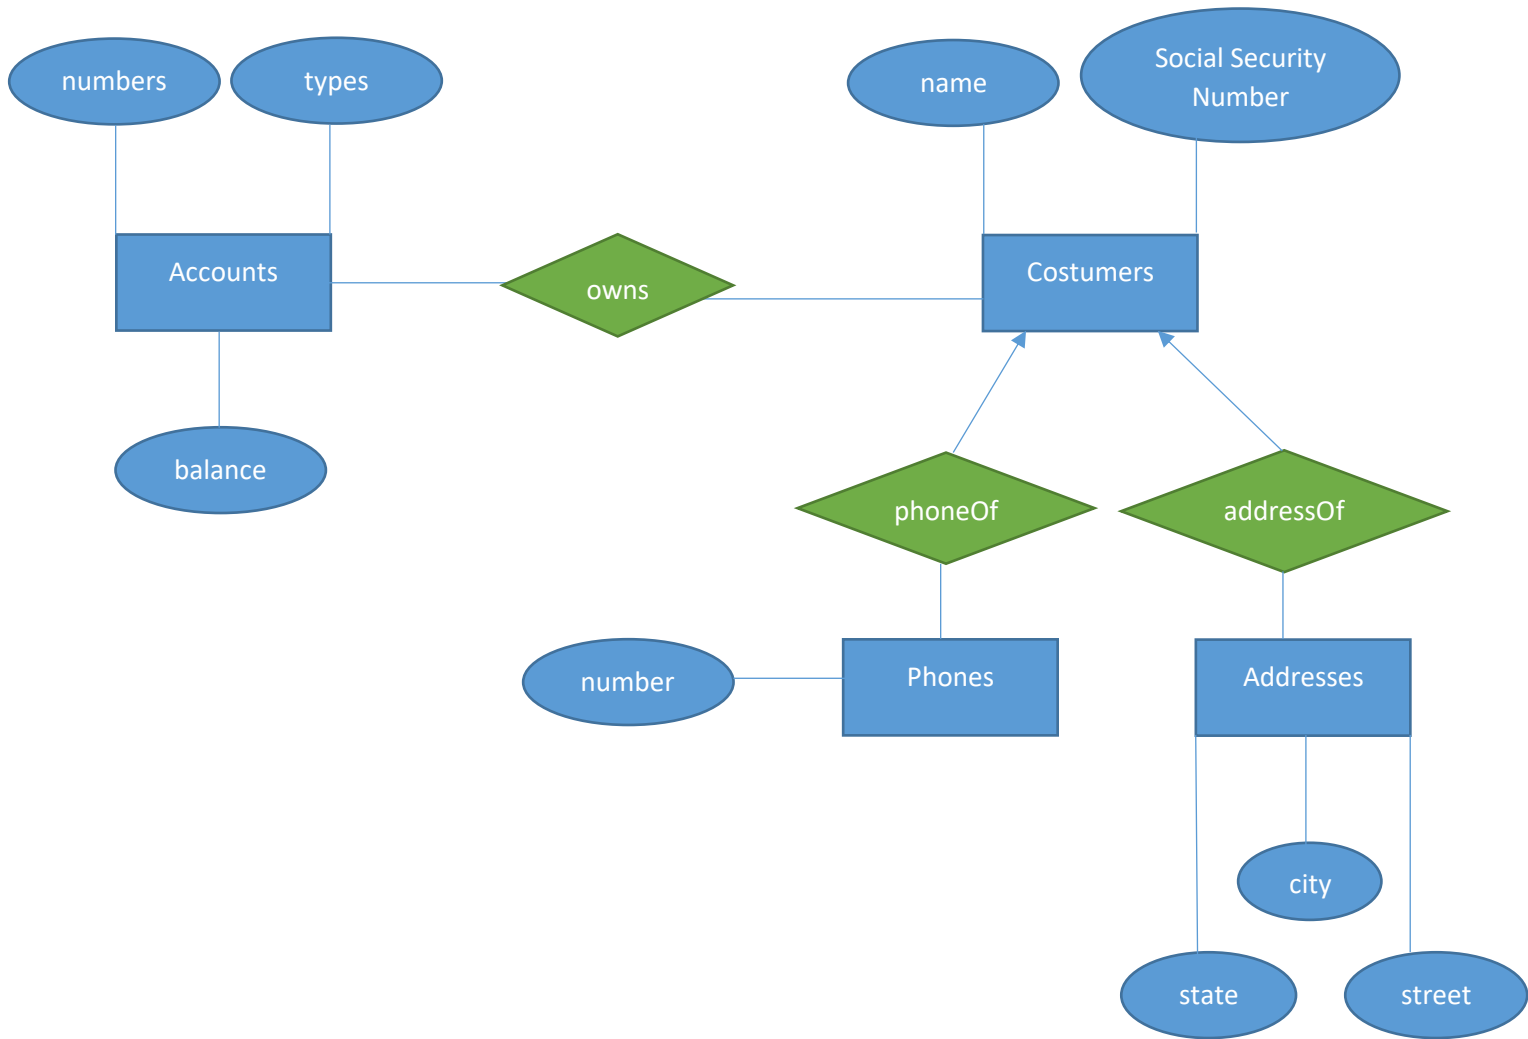 numbers
types
name
Social Security
Number
Accounts
owns
Costumers
balance
phoneOf
addressOf
number
Phones
Addresses
city
state
street